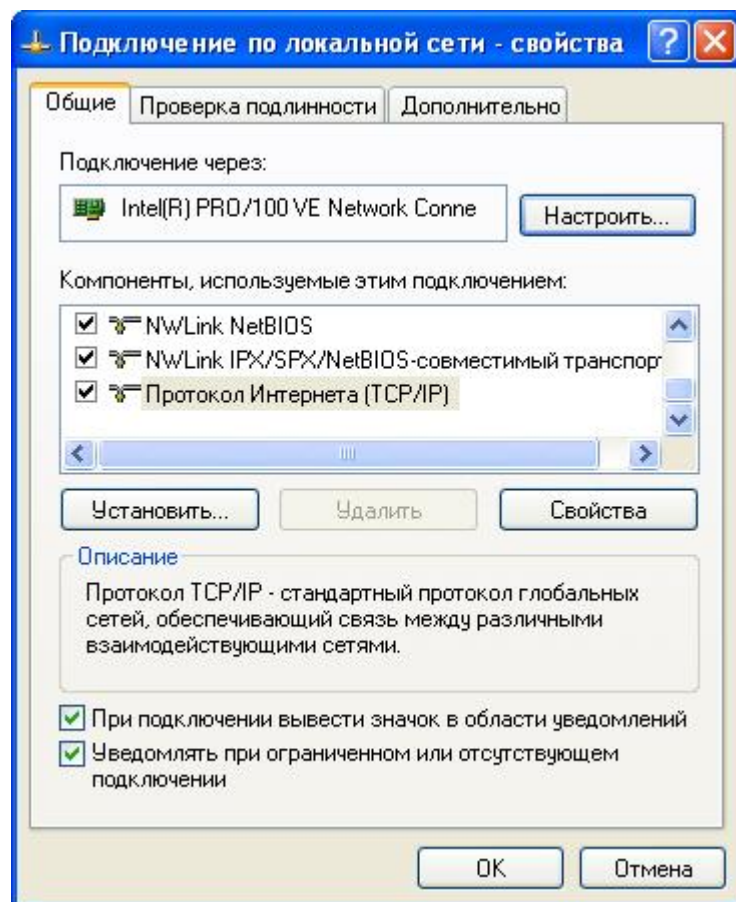 Подключение по локальной сети - свойства
Общие
Проверка подлинности
Дополнительно
Подключение через:
Intel(R) PRO/100 VE Network Conne
Настроить...
Компоненты, используемые этим подключением:
NWLink NetBIOS
NWLink IPX/SPX/NetBIOS-совместимый транспорт
Протокол Интернета (TCP/IP)
Установить...
Удалить
Свойства
Описание
Протокол TCP/IP - стандартный протокол глобальных
сетей, обеспечивающий связь между различными
взаимодействующими сетями.
При подключении вывести значок в области уведомлений
Уведомлять при ограниченном или отсутствующем
подключении
OK
Отмена